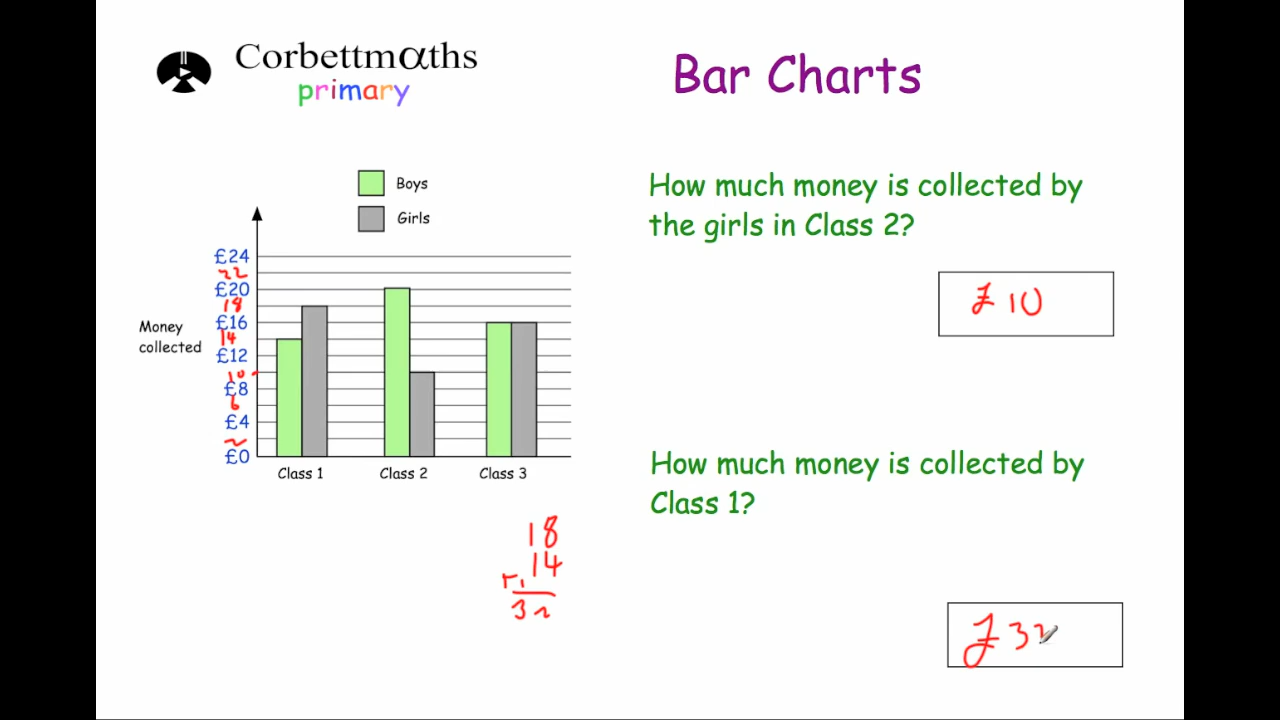 Corbettmαths
primary
Bar Charts
Boys
Girls
Money
collected
£24
22
£20
18
£16
14
£12
10
£8
6
£4
2
£0
Class 1
Class 2
Class 3
18
14
+
32
How much money is collected by
the girls in Class 2?
£10
How much money is collected by
Class 1?
£32